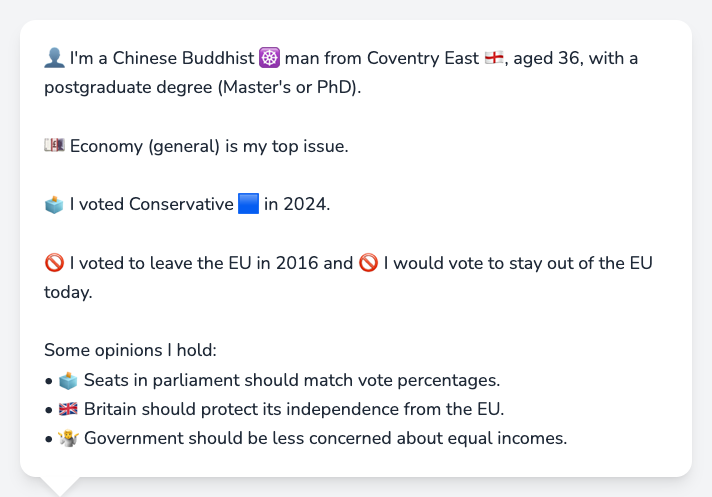 👤 I'm a Chinese Buddhist ☸️ man from Coventry East 🏴󠁧󠁢󠁥󠁮󠁧󠁿, aged 36, with a
postgraduate degree (Master's or PhD).
💷 Economy (general) is my top issue.
🗳️ I voted Conservative 🟦 in 2024.
🚫 I voted to leave the EU in 2016 and 🚫 I would vote to stay out of the EU
today.
Some opinions I hold:
• 🗳️ Seats in parliament should match vote percentages.
• 🇬🇧 Britain should protect its independence from the EU.
• 🤷 Government should be less concerned about equal incomes.